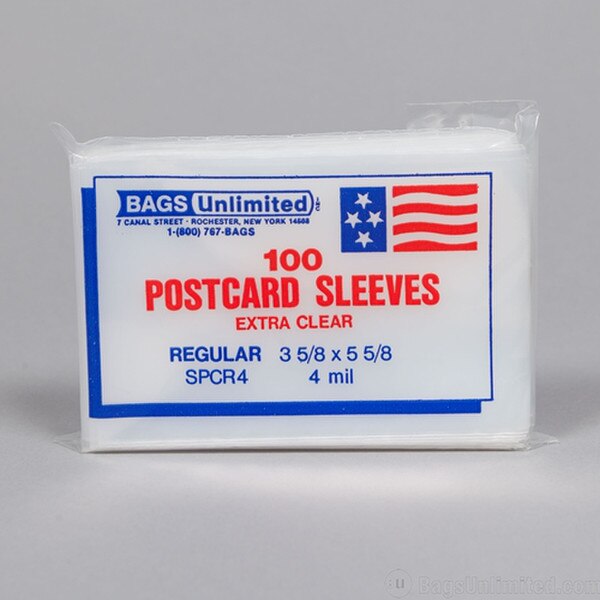 BAGS Unlimited INC
7 CANAL STREET · ROCHESTER, NEW YORK 14608
1-(800) 767-BAGS
100
POSTCARD SLEEVES
EXTRA CLEAR
REGULAR 3 5/8 x 5 5/8
SPCR4 4 mil
u BagsUnlimited.com